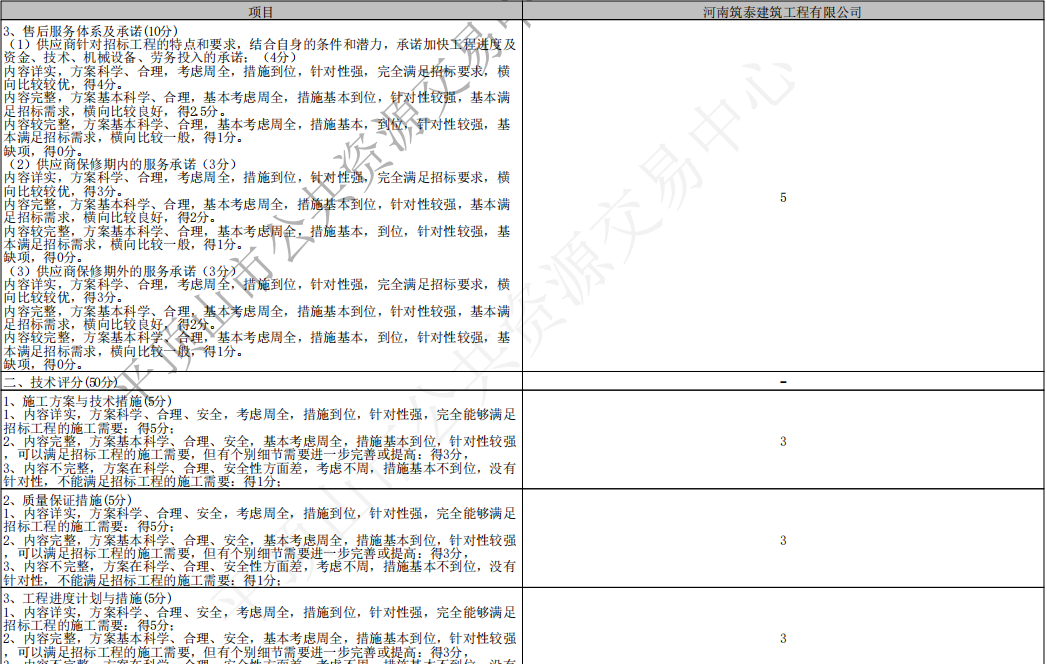 项目
河南筑泰建筑工程有限公司
3、售后服务体系及承诺(10分)
（1）供应商针对招标工程的特点和要求，结合自身的条件和潜力，承诺加快工程进度及
资金、技术、机械设备、劳务投入的承诺；（4分）
内容详实，方案科学、合理，考虑周全，措施到位，针对性强，完全满足招标要求，横
向比较较优，得4分。
内容完整，方案基本科学、合理，基本考虑周全，措施基本到位，针对性较强，基本满
足招标需求，横向比较良好，得2.5分。
内容较完整，方案基本科学、合理，基本考虑周全，措施基本，到位，针对性较强，基
本满足招标需求，横向比较一般，得1分。
缺项，得0分。
（2）供应商保修期内的服务承诺（3分）
内容详实，方案科学、合理，考虑周全，措施到位，针对性强，完全满足招标要求，横
向比较较优，得3分。
内容完整，方案基本科学、合理，基本考虑周全，措施基本到位，针对性较强，基本满
足招标需求，横向比较良好，得2分。
内容较完整，方案基本科学、合理，基本考虑周全，措施基本，到位，针对性较强，基
本满足招标需求，横向比较一般，得1分。
缺项，得0分。
（3）供应商保修期外的服务承诺（3分）
内容详实，方案科学、合理，考虑周全，措施到位，针对性强，完全满足招标要求，横
向比较较优，得3分。
内容完整，方案基本科学、合理，基本考虑周全，措施基本到位，针对性较强，基本满
足招标需求，横向比较良好，得2分。
内容较完整，方案基本科学、合理，基本考虑周全，措施基本，到位，针对性较强，基
本满足招标需求，横向比较一般，得1分。
缺项，得0分。
5
二、技术评分(50分)
-
1、施工方案与技术措施(5分)
1、内容详实，方案科学、合理、安全，考虑周全，措施到位，针对性强，完全能够满足
招标工程的施工需要：得5分；
2、内容完整，方案基本科学、合理、安全，基本考虑周全，措施基本到位，针对性较强
，可以满足招标工程的施工需要，但有个别细节需要进一步完善或提高：得3分，
3、内容不完整，方案在科学、合理、安全性方面差，考虑不周，措施基本不到位，没有
针对性，不能满足招标工程的施工需要：得1分；
3
2、质量保证措施(5分)
1、内容详实，方案科学、合理、安全，考虑周全，措施到位，针对性强，完全能够满足
招标工程的施工需要：得5分；
2、内容完整，方案基本科学、合理、安全，基本考虑周全，措施基本到位，针对性较强
，可以满足招标工程的施工需要，但有个别细节需要进一步完善或提高：得3分，
3、内容不完整，方案在科学、合理、安全性方面差，考虑不周，措施基本不到位，没有
针对性，不能满足招标工程的施工需要：得1分；
3
3、工程进度计划与措施(5分)
1、内容详实，方案科学、合理、安全，考虑周全，措施到位，针对性强，完全能够满足
招标工程的施工需要：得5分；
2、内容完整，方案基本科学、合理、安全，基本考虑周全，措施基本到位，针对性较强
，可以满足招标工程的施工需要，但有个别细节需要进一步完善或提高：得3分，
3
平顶山市公共资源交易中
平顶山市公共资源交易中心